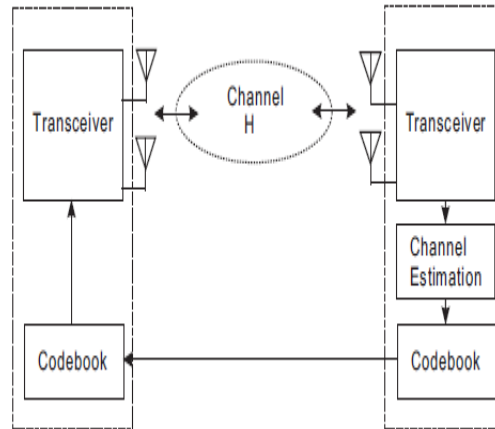 Transceiver
Channel
H
Transceiver
Channel
Estimation
Codebook
Codebook